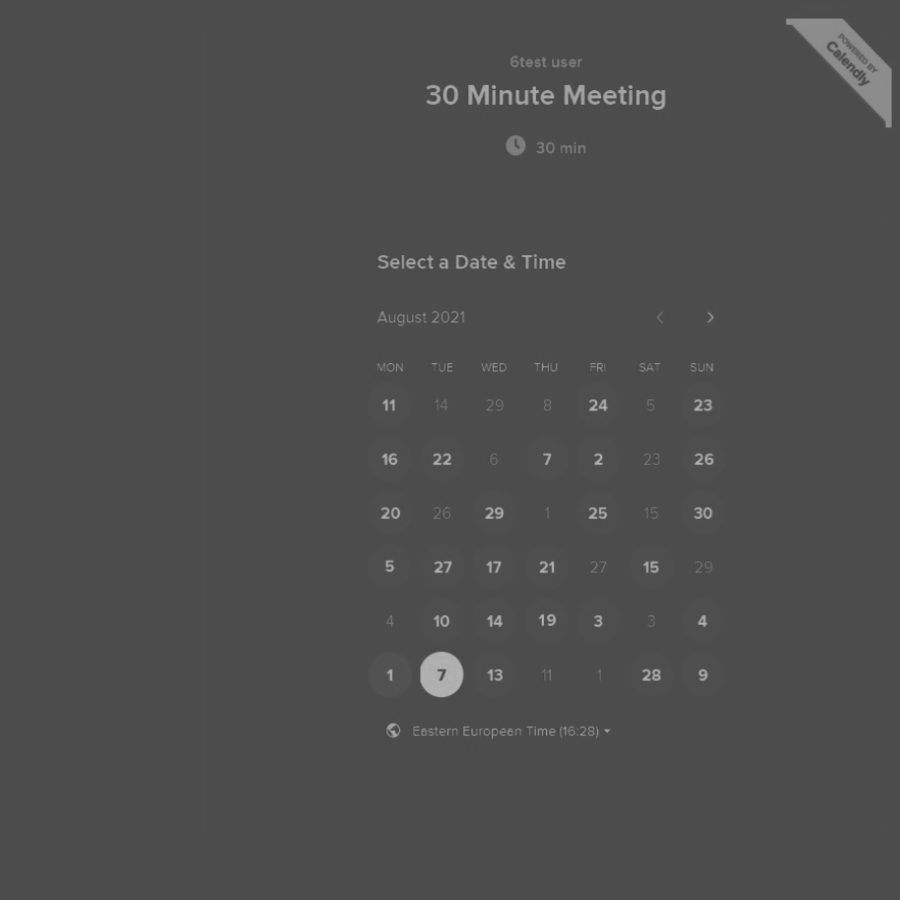 POWERED BY
Calendly
6test user
30 Minute Meeting
30 min
Select a Date & Time
August 2021
MON TUE WED THU FRI SAT SUN
11 14 29 8 24 5 23
16 22 6 7 2 23 26
20 26 29 1 25 15 30
5 27 17 21 27 15 29
4 10 14 19 3 3 4
1 7 13 11 1 28 9
Eastern European Time (16:28)